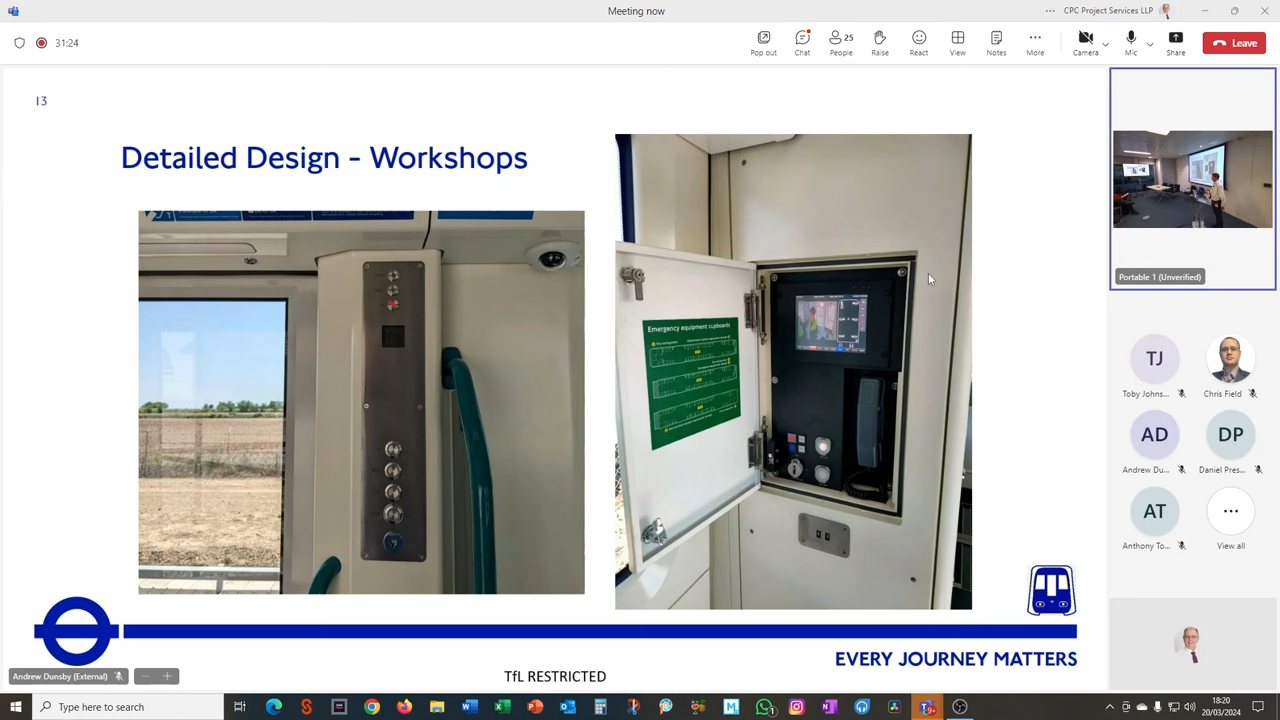 Meeting now
CPC Project Services LLP
31:24
Pop out
Chat
25
People
Raise
React
View
Notes
More
Camera
Mic
Share
Leave
13
Detailed Design - Workshops
Emergency equipment cupboards
EVERY JOURNEY MATTERS
TfL RESTRICTED
Andrew Dunsby (External)
Portable 1 (Unverified)
TJ
Toby Johns...
Chris Field
AD
Andrew Du...
DP
Daniel Pres...
AT
Anthony To...
View all
Type here to search
18:20
20/03/2024